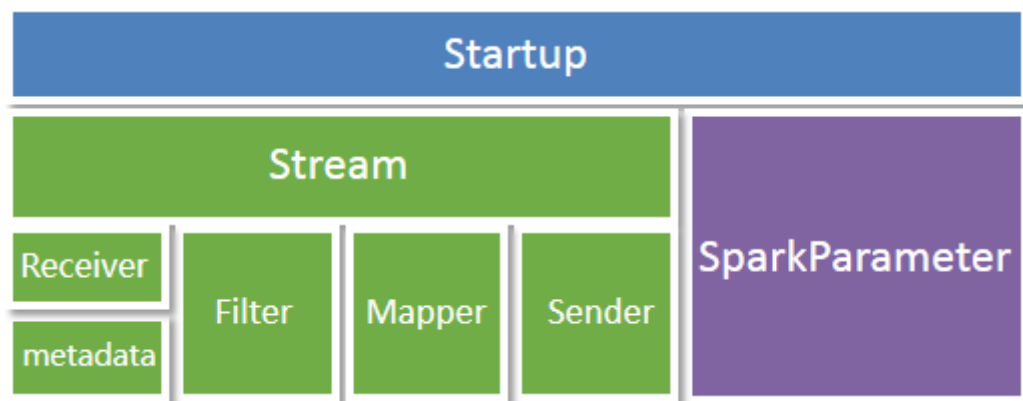 Startup
Stream
SparkParameter
Receiver
Filter
Mapper
Sender
metadata